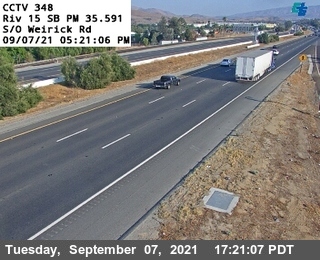 CCTV 348
Riv 15 SB PM 35.591
S/O Weirick Rd
09/07/21 05:21:06 PM
Tuesday, September 07, 2021 17:21:07 PDT